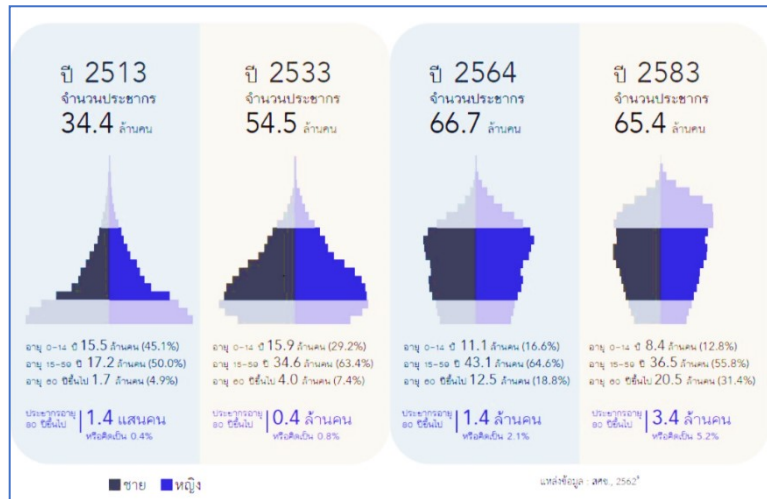 ปี 2513
จำนวนประชากร
34.4 ล้านคน
อายุ 0-14 ปี 15.5 ล้านคน (45.1%)
อายุ 15-59 ปี 17.2 ล้านคน (50.0%)
อายุ 60 ปีขึ้นไป 1.7 ล้านคน (4.9%)
ประชากรอายุ
80 ปีขึ้นไป
1.4 แสนคน
หรือคิดเป็น 0.4%
ปี 2533
จำนวนประชากร
54.5 ล้านคน
อายุ 0-14 ปี 15.9 ล้านคน (29.2%)
อายุ 15-59 ปี 34.6 ล้านคน (63.4%)
อายุ 60 ปีขึ้นไป 4.0 ล้านคน (7.4%)
ประชากรอายุ
80 ปีขึ้นไป
0.4 ล้านคน
หรือคิดเป็น 0.8%
ปี 2564
จำนวนประชากร
66.7 ล้านคน
อายุ 0-14 ปี 11.1 ล้านคน (16.6%)
อายุ 15-59 ปี 43.1 ล้านคน (64.6%)
อายุ 60 ปีขึ้นไป 12.5 ล้านคน (18.8%)
ประชากรอายุ
80 ปีขึ้นไป
1.4 ล้านคน
หรือคิดเป็น 2.1%
ปี 2583
จำนวนประชากร
65.4 ล้านคน
อายุ 0-14 ปี 8.4 ล้านคน (12.8%)
อายุ 15-59 ปี 36.5 ล้านคน (55.8%)
อายุ 60 ปีขึ้นไป 20.5 ล้านคน (31.4%)
ประชากรอายุ
80 ปีขึ้นไป
3.4 ล้านคน
หรือคิดเป็น 5.2%
ชาย หญิง
แหล่งข้อมูล : สศช., 2562